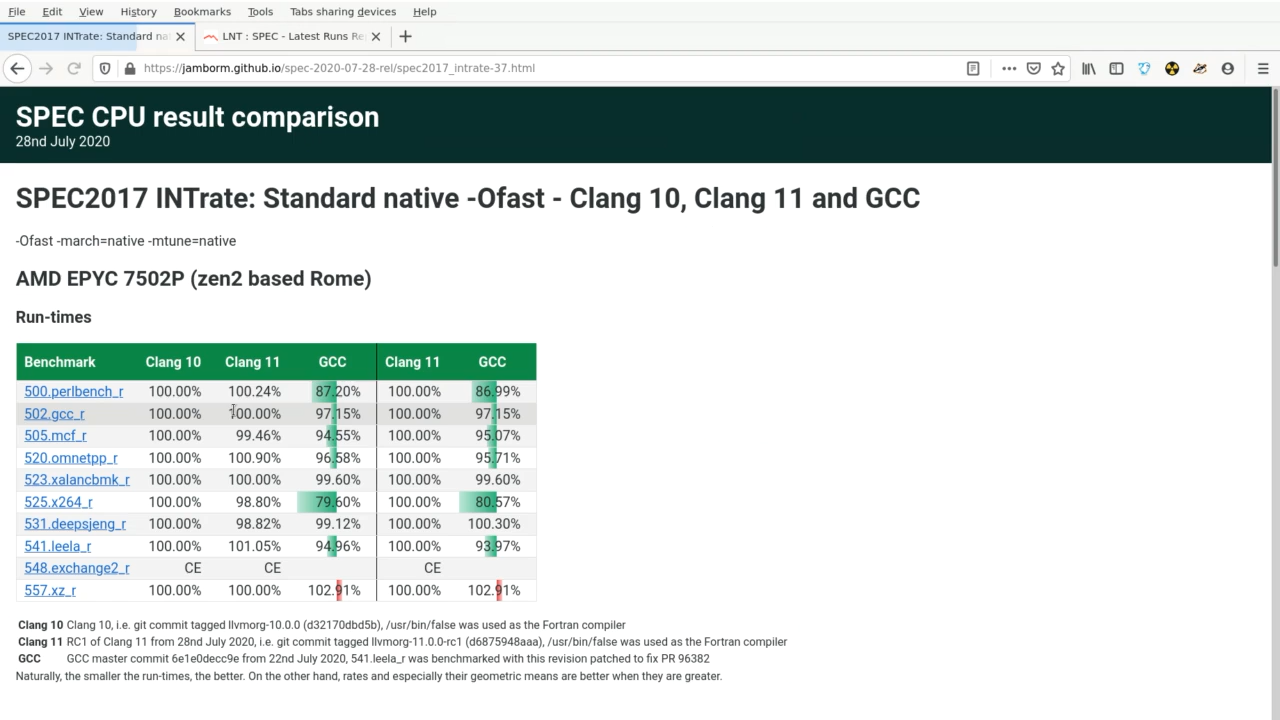 File Edit View History Bookmarks Tools Tabs sharing devices Help
SPEC2017 INTrate: Standard na LNT : SPEC - Latest Runs Re
https://jamborm.github.io/spec-2020-07-28-rel/spec2017_intrate-37.html
SPEC CPU result comparison
28nd July 2020
SPEC2017 INTrate: Standard native -Ofast - Clang 10, Clang 11 and GCC
-Ofast -march=native -mtune=native
AMD EPYC 7502P (zen2 based Rome)
Run-times
Benchmark Clang 10 Clang 11 GCC Clang 11 GCC
500.perlbench_r 100.00% 100.24% 87.20% 100.00% 86.99%
502.gcc_r 100.00% 100.00% 97.15% 100.00% 97.15%
505.mcf_r 100.00% 99.46% 94.55% 100.00% 95.07%
520.omnetpp_r 100.00% 100.90% 96.58% 100.00% 95.71%
523.xalancbmk_r 100.00% 100.00% 99.60% 100.00% 99.60%
525.x264_r 100.00% 98.80% 79.60% 100.00% 80.57%
531.deepsjeng_r 100.00% 98.82% 99.12% 100.00% 100.30%
541.leela_r 100.00% 101.05% 94.96% 100.00% 93.97%
548.exchange2_r CE CE CE
557.xz_r 100.00% 100.00% 102.91% 100.00% 102.91%
Clang 10 Clang 10, i.e. git commit tagged llvmorg-10.0.0 (d32170dbd5b), /usr/bin/false was used as the Fortran compiler
Clang 11 RC1 of Clang 11 from 28nd July 2020, i.e. git commit tagged llvmorg-11.0.0-rc1 (d6875948aaa), /usr/bin/false was used as the Fortran compiler
GCC GCC master commit 6e1e0decc9e from 22nd July 2020, 541.leela_r was benchmarked with this revision patched to fix PR 96382
Naturally, the smaller the run-times, the better. On the other hand, rates and especially their geometric means are better when they are greater.